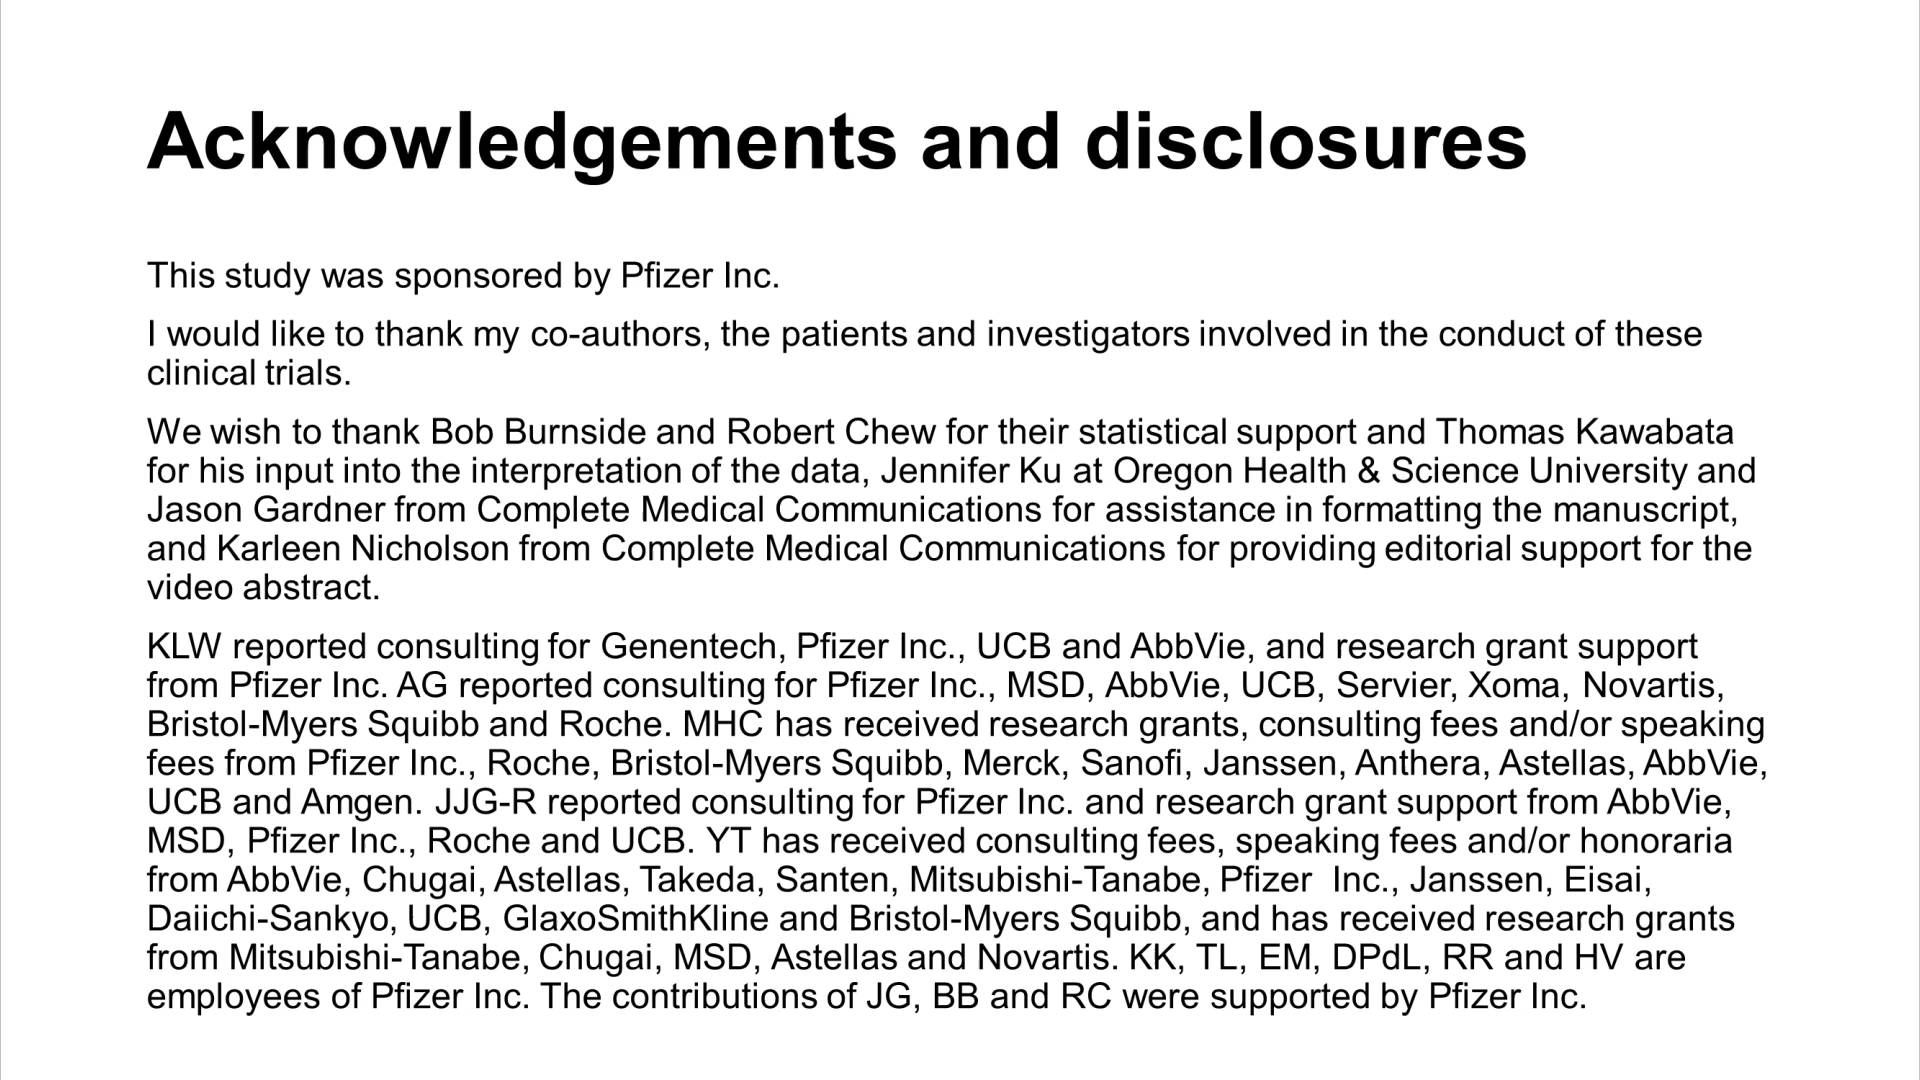 Acknowledgements and disclosures
This study was sponsored by Pfizer Inc.
I would like to thank my co-authors, the patients and investigators involved in the conduct of these
clinical trials.
We wish to thank Bob Burnside and Robert Chew for their statistical support and Thomas Kawabata
for his input into the interpretation of the data, Jennifer Ku at Oregon Health & Science University and
Jason Gardner from Complete Medical Communications for assistance in formatting the manuscript,
and Karleen Nicholson from Complete Medical Communications for providing editorial support for the
video abstract.
KLW reported consulting for Genentech, Pfizer Inc., UCB and AbbVie, and research grant support
from Pfizer Inc. AG reported consulting for Pfizer Inc., MSD, AbbVie, UCB, Servier, Xoma, Novartis,
Bristol-Myers Squibb and Roche. MHC has received research grants, consulting fees and/or speaking
fees from Pfizer Inc., Roche, Bristol-Myers Squibb, Merck, Sanofi, Janssen, Anthera, Astellas, AbbVie,
UCB and Amgen. JJG-R reported consulting for Pfizer Inc. and research grant support from AbbVie,
MSD, Pfizer Inc., Roche and UCB. YT has received consulting fees, speaking fees and/or honoraria
from AbbVie, Chugai, Astellas, Takeda, Santen, Mitsubishi-Tanabe, Pfizer  Inc., Janssen, Eisai,
Daiichi-Sankyo, UCB, GlaxoSmithKline and Bristol-Myers Squibb, and has received research grants
from Mitsubishi-Tanabe, Chugai, MSD, Astellas and Novartis. KK, TL, EM, DPdL, RR and HV are
employees of Pfizer Inc. The contributions of JG, BB and RC were supported by Pfizer Inc.